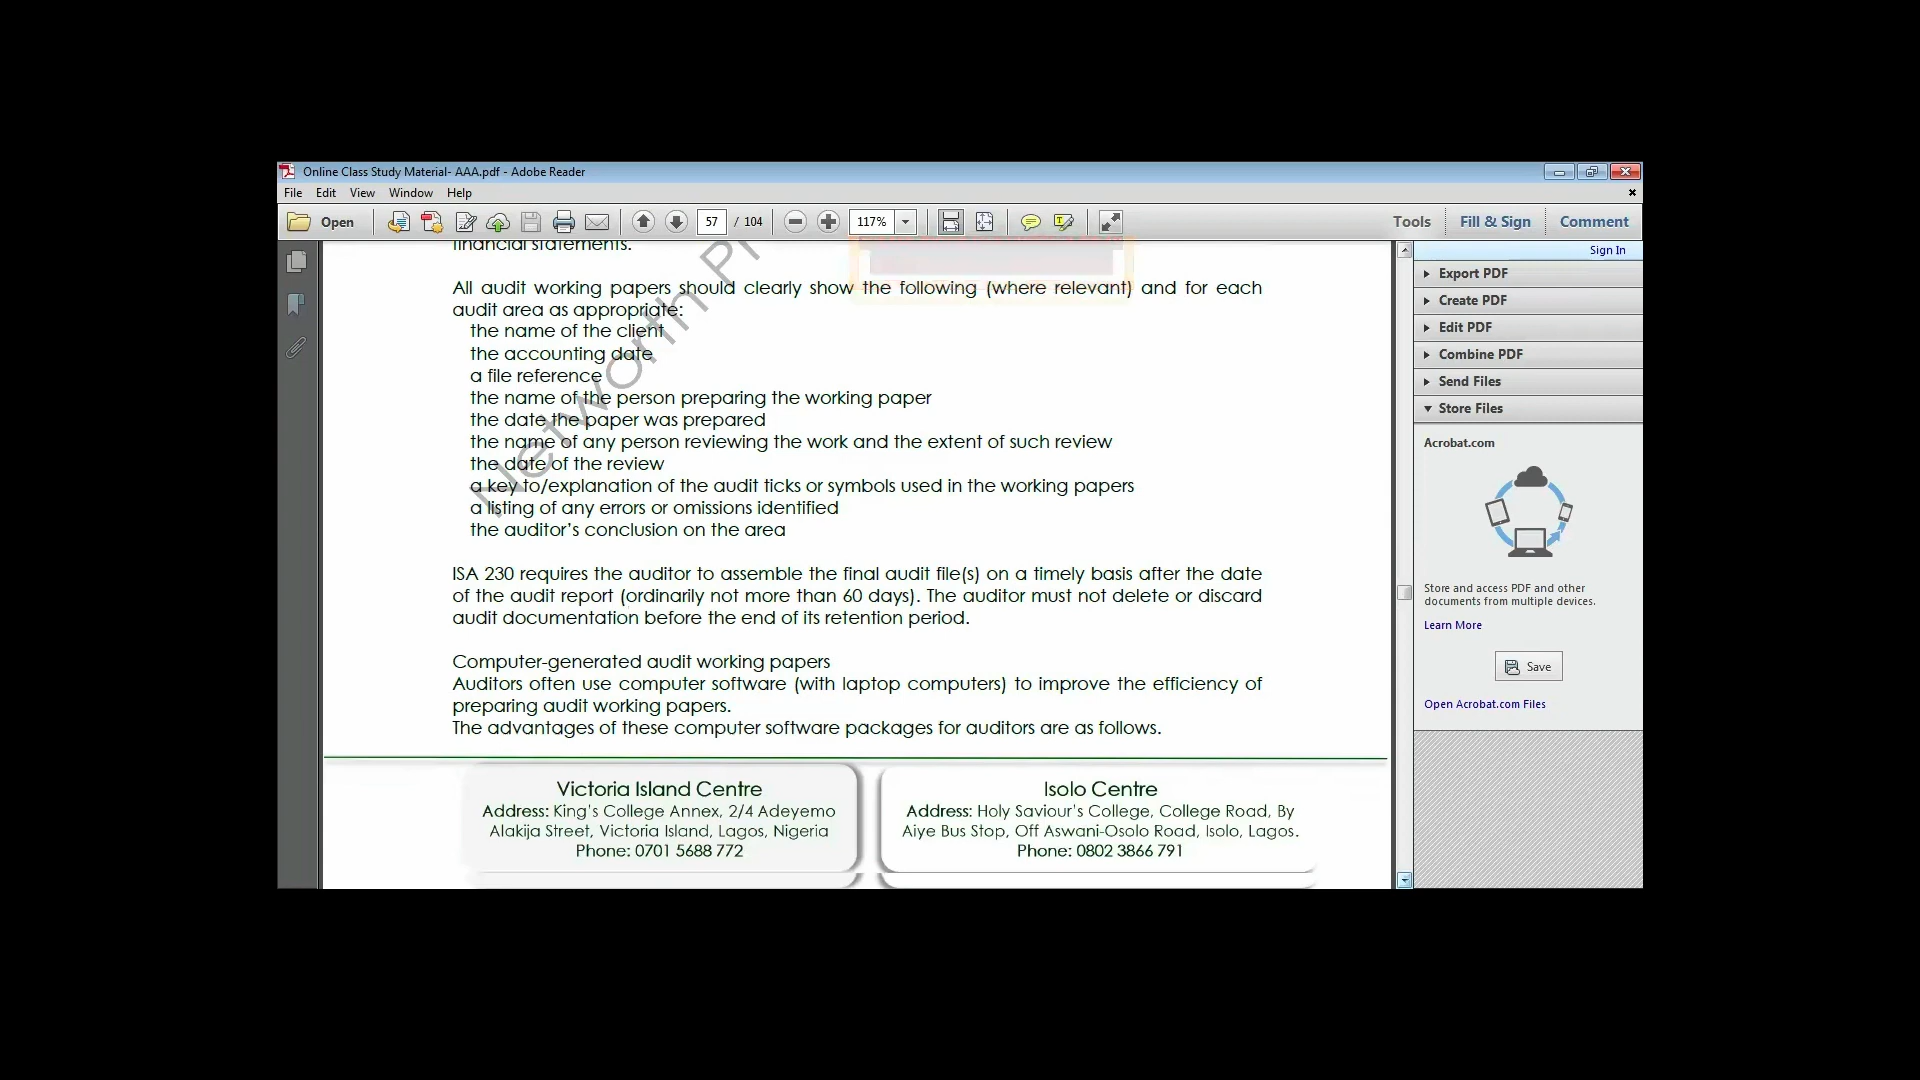 Online Class Study Material- AAA.pdf - Adobe Reader
File Edit View Window Help
Open 57 / 104 117% Tools Fill & Sign Comment
Sign In
Export PDF
Create PDF
Edit PDF
Combine PDF
Send Files
Store Files
Acrobat.com
Store and access PDF and other
documents from multiple devices.
Learn More
Save
Open Acrobat.com Files
financial statements.
All audit working papers should clearly show the following (where relevant) and for each
audit area as appropriate:
the name of the client
the accounting date
a file reference
the name of the person preparing the working paper
the date the paper was prepared
the name of any person reviewing the work and the extent of such review
the date of the review
a key to/explanation of the audit ticks or symbols used in the working papers
a listing of any errors or omissions identified
the auditor’s conclusion on the area
ISA 230 requires the auditor to assemble the final audit file(s) on a timely basis after the date
of the audit report (ordinarily not more than 60 days). The auditor must not delete or discard
audit documentation before the end of its retention period.
Computer-generated audit working papers
Auditors often use computer software (with laptop computers) to improve the efficiency of
preparing audit working papers.
The advantages of these computer software packages for auditors are as follows.
Networth
Victoria Island Centre
Address: King’s College Annex, 2/4 Adeyemo
Alakija Street, Victoria Island, Lagos, Nigeria
Phone: 0701 5688 772
Isolo Centre
Address: Holy Saviour’s College, College Road, By
Aiye Bus Stop, Off Aswani-Osolo Road, Isolo, Lagos.
Phone: 0802 3866 791